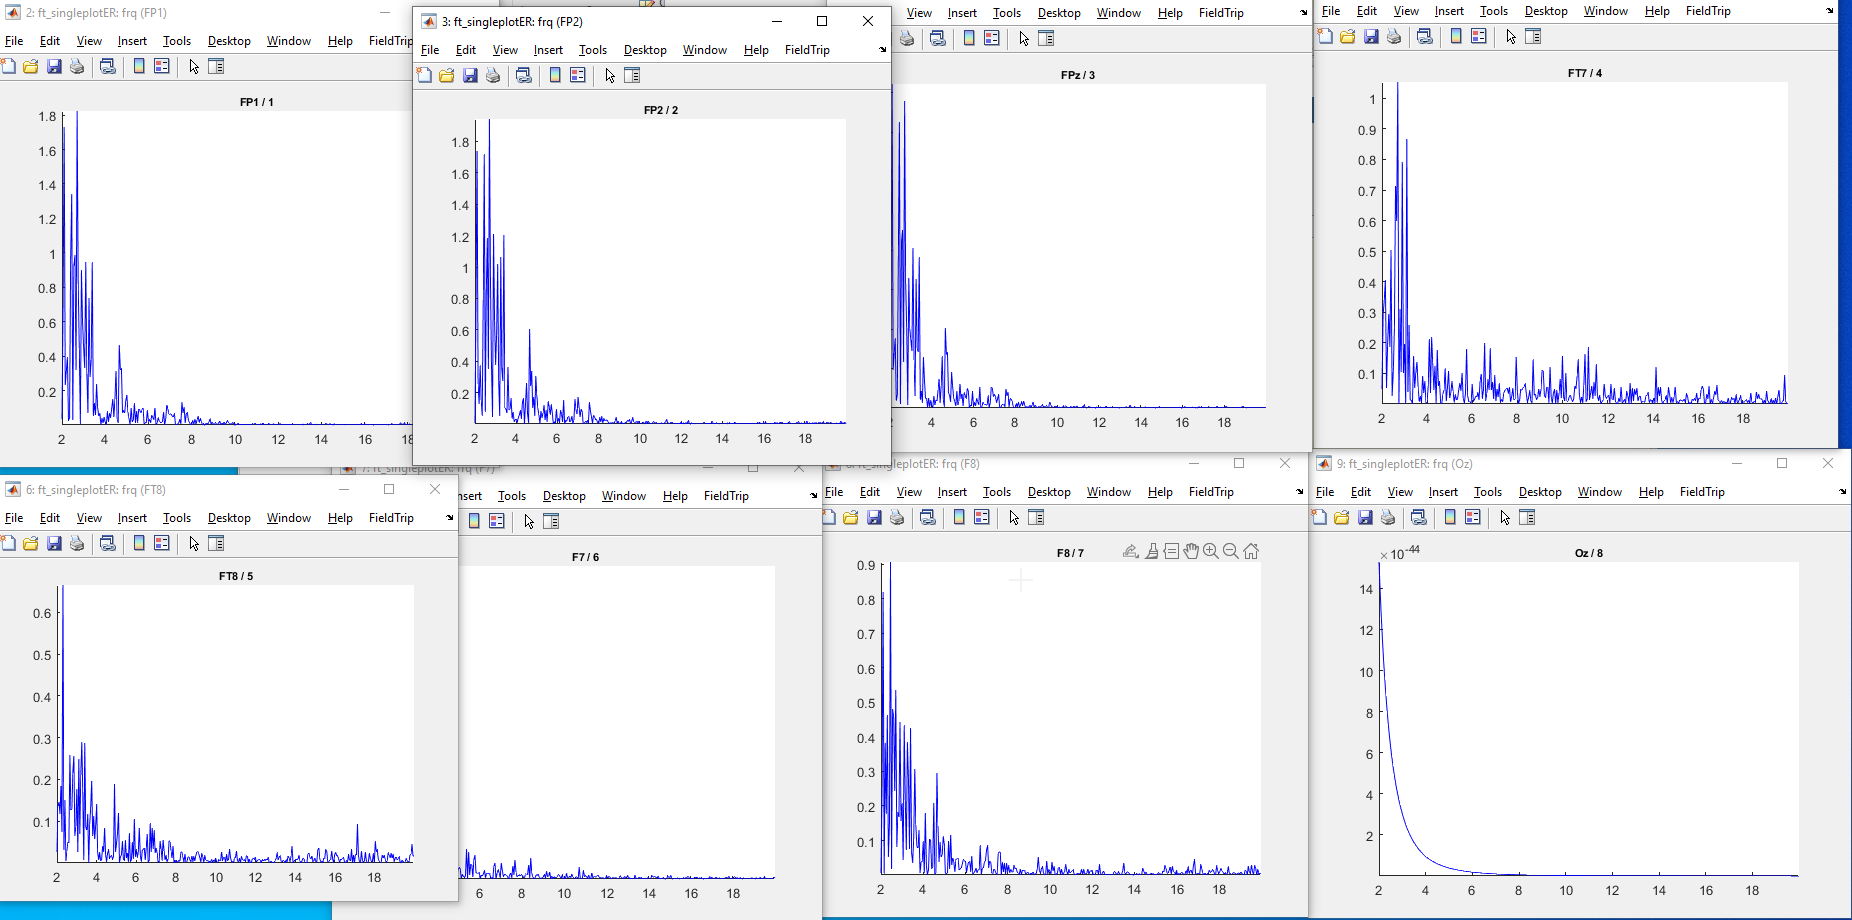 2: ft_singleplotER: frq (FP1)
File Edit View Insert Tools Desktop Window Help FieldTrip
FP1 / 1
1.8
1.6
1.4
1.2
1
0.8
0.6
0.4
0.2
2 4 6 8 10 12 14 16 18
3: ft_singleplotER: frq (FP2)
File Edit View Insert Tools Desktop Window Help FieldTrip
FP2 / 2
1.8
1.6
1.4
1.2
1
0.8
0.6
0.4
0.2
2 4 6 8 10 12 14 16 18
View Insert Tools Desktop Window Help FieldTrip
FPz / 3
4 6 8 10 12 14 16 18
File Edit View Insert Tools Desktop Window Help FieldTrip
FT7 / 4
1
0.9
0.8
0.7
0.6
0.5
0.4
0.3
0.2
0.1
2 4 6 8 10 12 14 16 18
6: ft_singleplotER: frq (FT8)
File Edit View Insert Tools Desktop Window Help FieldTrip
FT8 / 5
0.6
0.5
0.4
0.3
0.2
0.1
2 4 6 8 10 12 14 16 18
7: ft_singleplotER: frq (F7)
nsert Tools Desktop Window Help FieldTrip
F7 / 6
6 8 10 12 14 16 18
8: ft_singleplotER: frq (F8)
File Edit View Insert Tools Desktop Window Help FieldTrip
F8 / 7
0.9
0.8
0.7
0.6
0.5
0.4
0.3
0.2
0.1
2 4 6 8 10 12 14 16 18
9: ft_singleplotER: frq (Oz)
File Edit View Insert Tools Desktop Window Help FieldTrip
×10^-44
Oz / 8
14
12
10
8
6
4
2
2 4 6 8 10 12 14 16 18